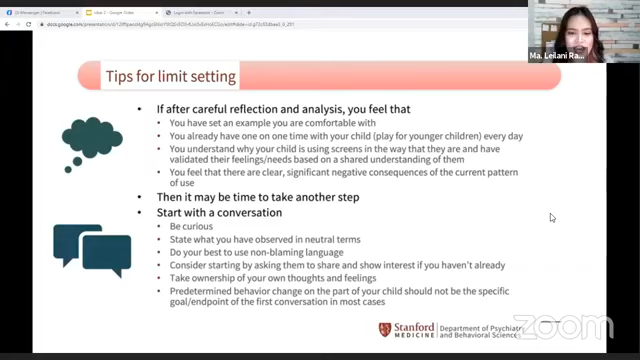 Messenger | Facebook
- Google Slides
docs.google.com/presentation/d/
Ma. Leilani Ra...
Tips for limit setting
• If after careful reflection and analysis, you feel that
• You have set an example you are comfortable with
• You already have one on one time with your child (play for younger children) every day
• You understand why your child is using screens in the way that they are and have
validated their feelings/needs based on a shared understanding of them
• You feel that there are clear, significant negative consequences of the current pattern
of use
• Then it may be time to take another step
• Start with a conversation
• Be curious
• State what you have observed in neutral terms
• Do your best to use non-blaming language
• Consider starting by asking them to share and show interest if you haven't already
• Take ownership of your own thoughts and feelings
• Predetermined behavior change on the part of your child should not be the specific
goal/endpoint of the first conversation in most cases
Stanford
MEDICINE
Department of Psychiatry
and Behavioral Sciences
zoom